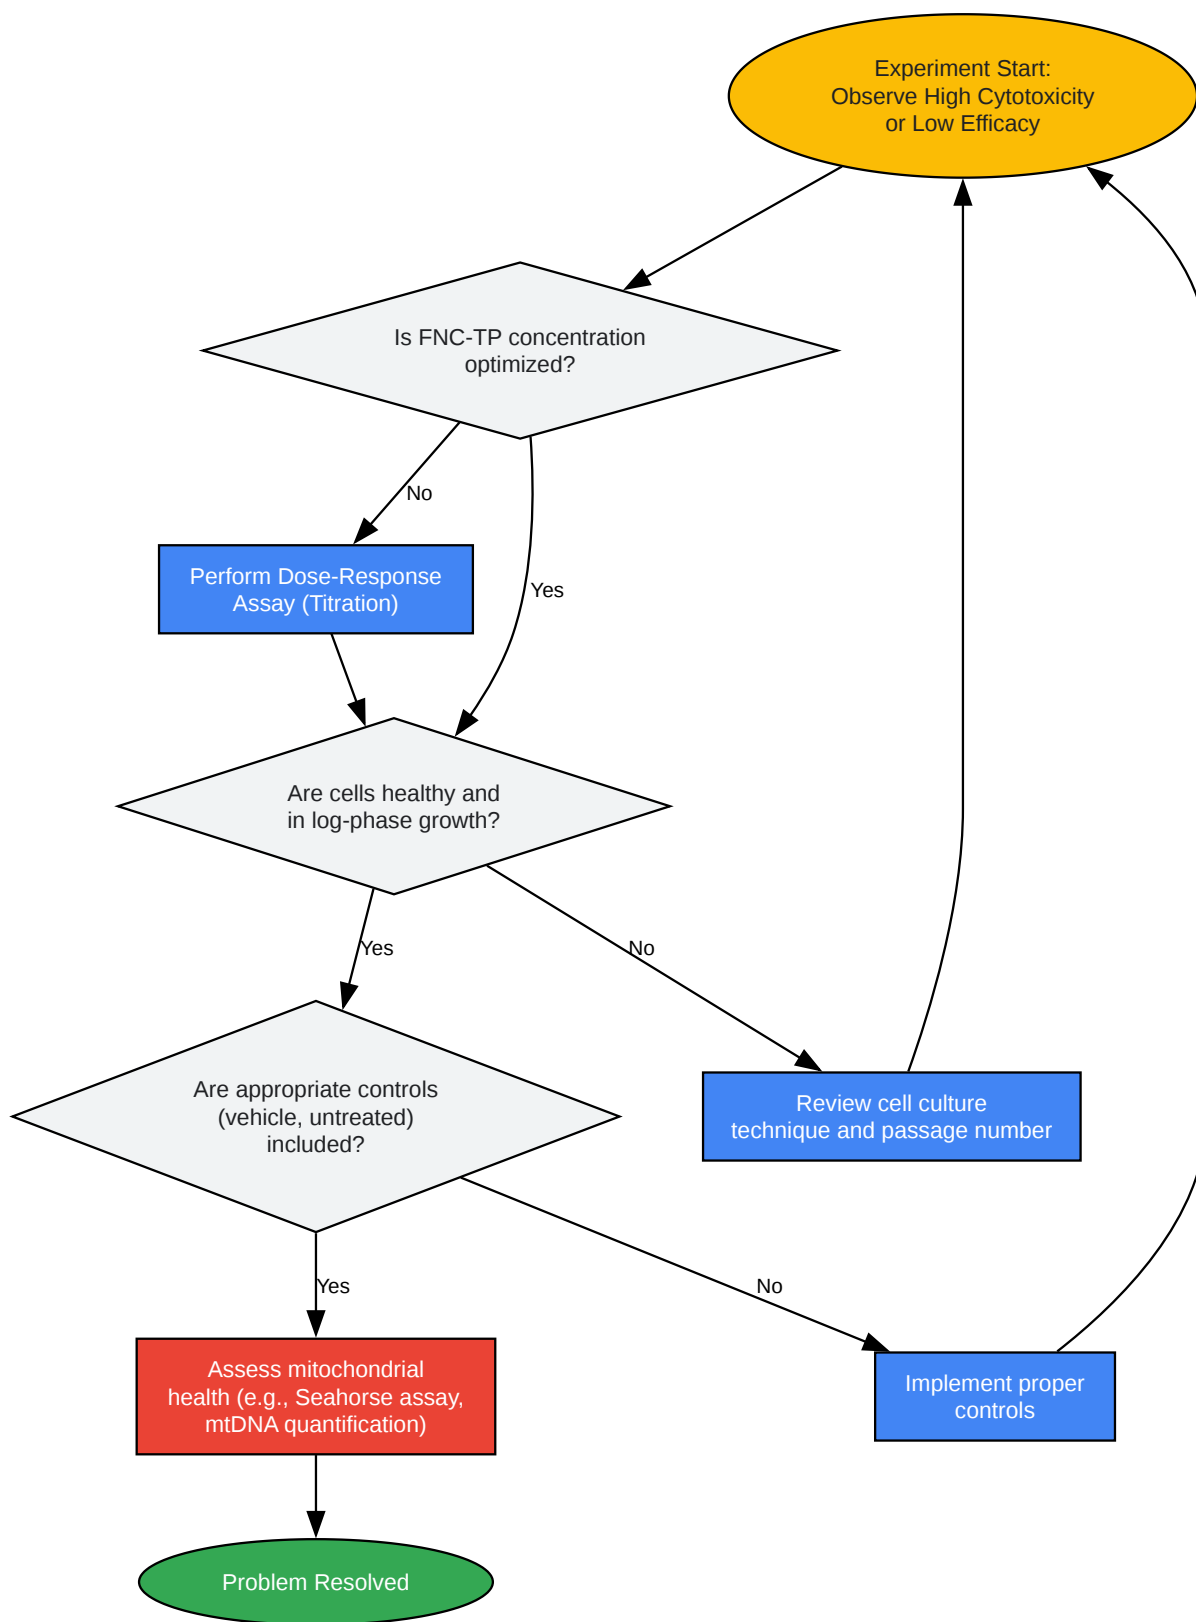 Experiment Start:
Observe High Cytotoxicity
or Low Efficacy
Is FNC-TP concentration
optimized?
No
Yes
Perform Dose-Response
Assay (Titration)
Are cells healthy and
in log-phase growth?
Yes
No
Are appropriate controls
(vehicle, untreated)
included?
Review cell culture
technique and passage number
Yes
No
Assess mitochondrial
health (e.g., Seahorse assay,
mtDNA quantification)
Implement proper
controls
Problem Resolved